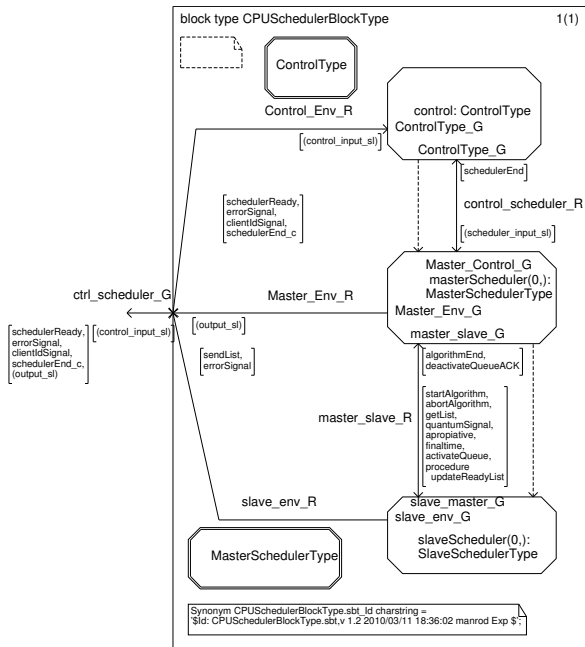 block type CPUSchedulerBlockType
1(1)
ControlType
Control_Env_R
[(control_input_sl)]
control: ControlType
ControlType_G
ControlType_G
[schedulerEnd]
control_scheduler_R
[(scheduler_input_sl)]
[schedulerReady,
errorSignal,
clientIdSignal,
schedulerEnd_c]
ctrl_scheduler_G
Master_Env_R
Master_Control_G
masterScheduler(0,):
MasterSchedulerType
Master_Env_G
master_slave_G
[schedulerReady,
errorSignal,
clientIdSignal,
schedulerEnd_c,
(output_sl)]
[(control_input_sl)]
[(output_sl)]
[sendList,
errorSignal]
[algorithmEnd,
deactivateQueueACK]
master_slave_R
[startAlgorithm,
abortAlgorithm,
getList,
quantumSignal,
apropiative,
finaltime,
activateQueue,
procedure
updateReadyList]
slave_env_R
slave_master_G
slave_env_G
slaveScheduler(0,):
SlaveSchedulerType
MasterSchedulerType
Synonym CPUSchedulerBlockType.sbt_Id charstring =
'$Id: CPUSchedulerBlockType.sbt,v 1.2 2010/03/11 18:36:02 manrod Exp $';